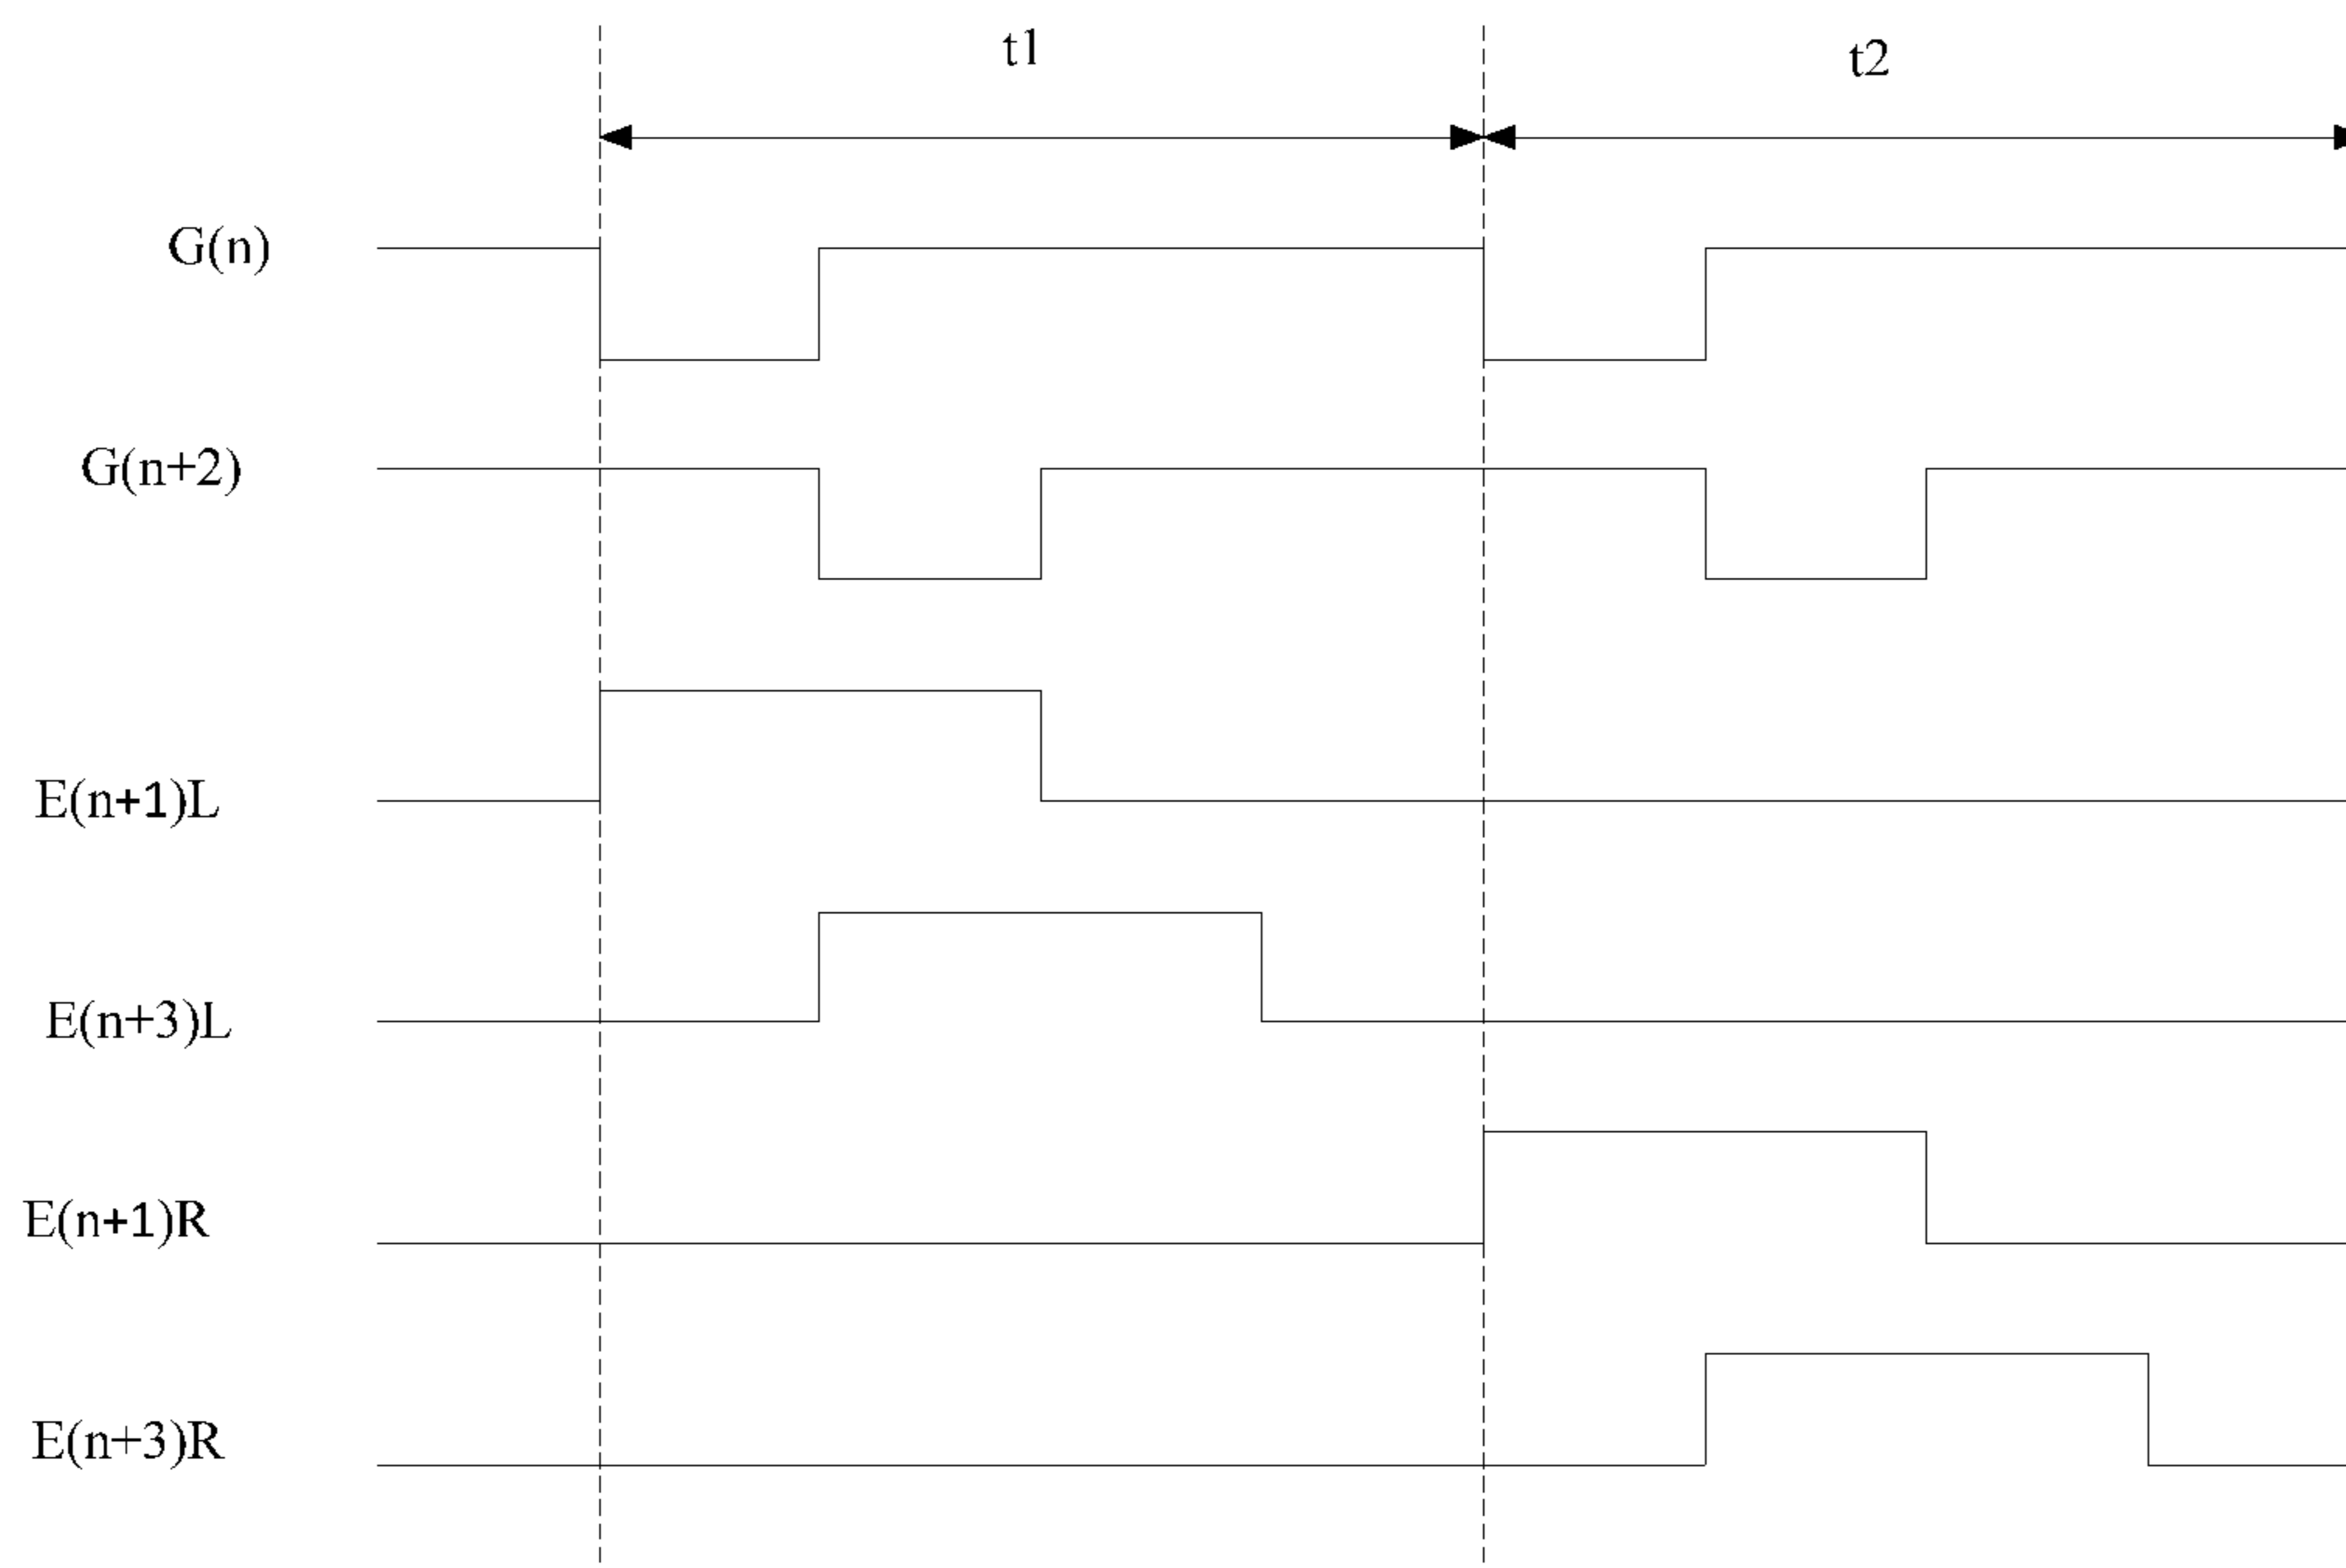 t1
t2
G(n)
G(n+2)
E(n+1)L
E(n+3)L
E(n+1)R
E(n+3)R